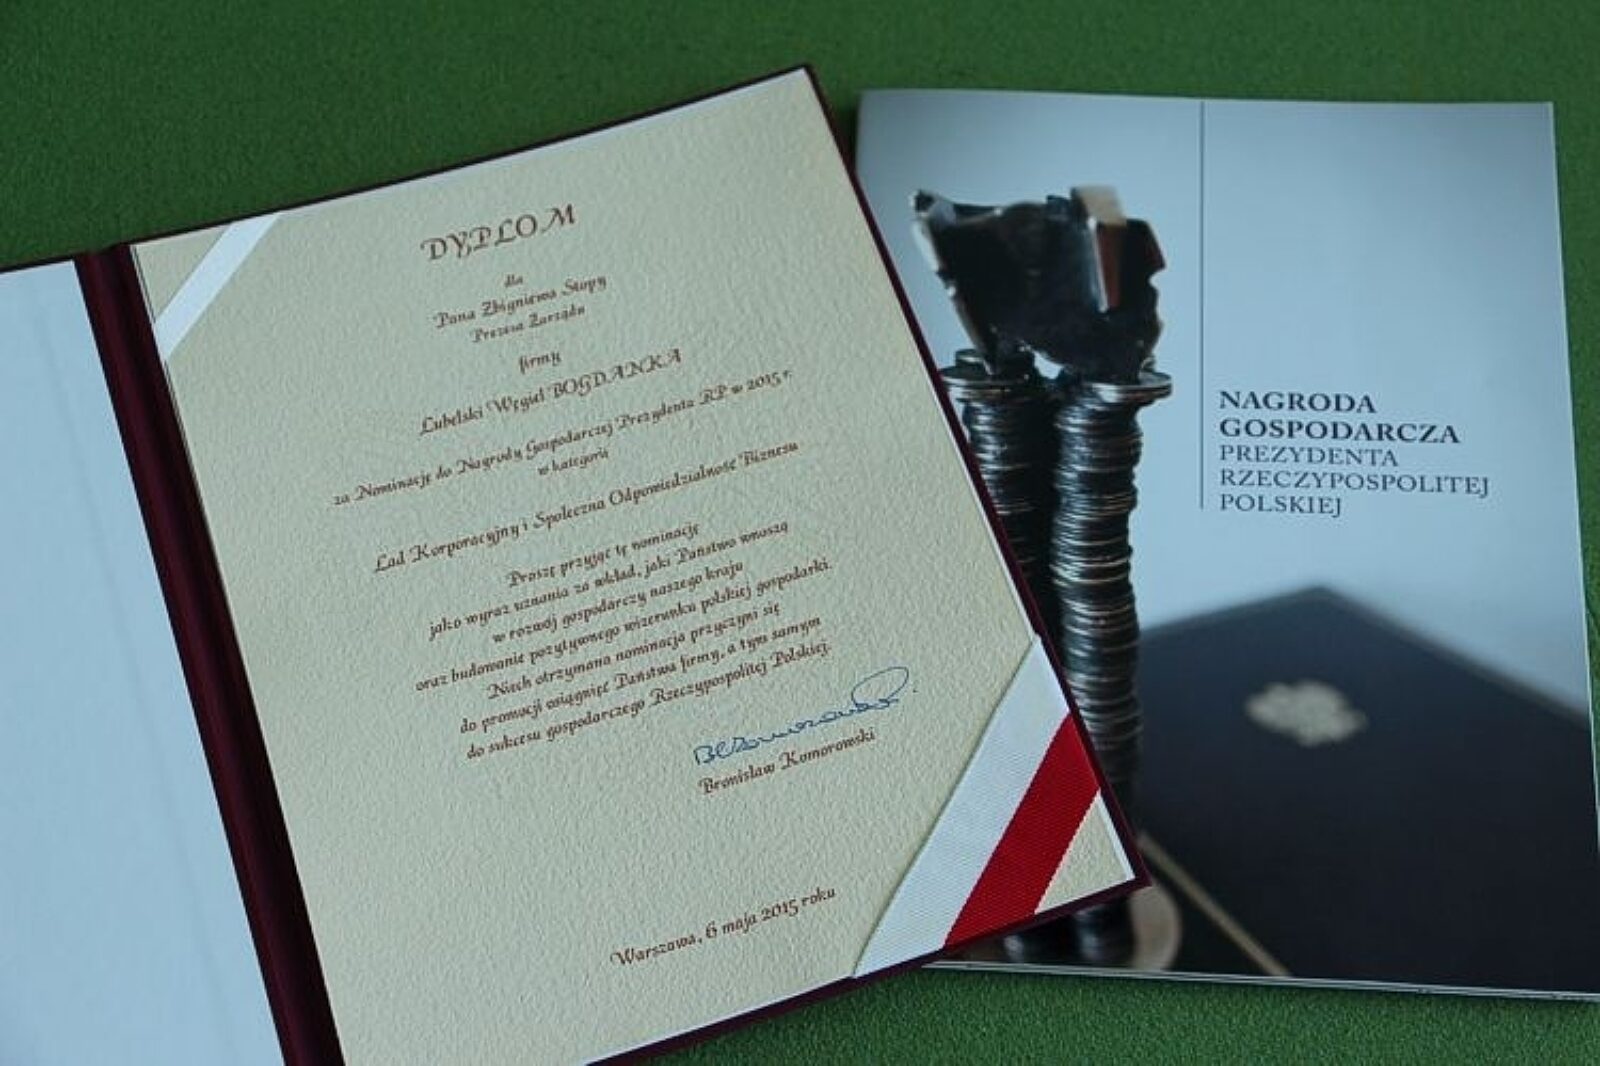 DYPLOM
dla
Pana Zbigniewa Stopy
Prezesa Zarządu
firmy
Lubelski Węgiel BOGDANKA
za Nominację do Nagrody Gospodarczej Prezydenta RP w 2015 r.
w kategorii
Ład Korporacyjny i Społeczna Odpowiedzialność Biznesu
Proszę przyjąć tę nominację
jako wyraz uznania za wkład, jaki Państwo wnoszą
w rozwój gospodarczy naszego kraju
oraz budowanie pozytywnego wizerunku polskiej gospodarki.
Niech otrzymana nominacja przyczyni się
do promocji osiągnięć Państwa firmy, a tym samym
do sukcesu gospodarczego Rzeczypospolitej Polskiej.
BKomorowski
Bronisław Komorowski
Warszawa, 6 maja 2015 roku
NAGRODA
GOSPODARCZA
PREZYDENTA
RZECZYPOSPOLITEJ
POLSKIEJ